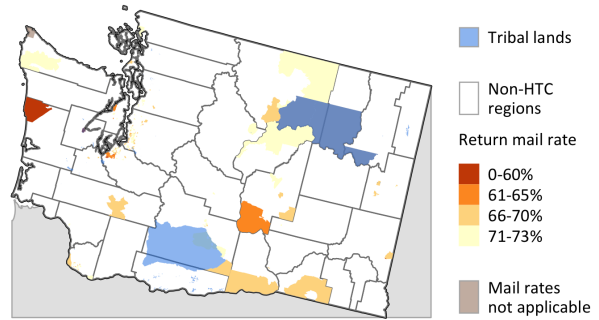 Tribal lands
Non-HTC
regions
Return mail rate
0-60%
61-65%
66-70%
71-73%
Mail rates
not applicable